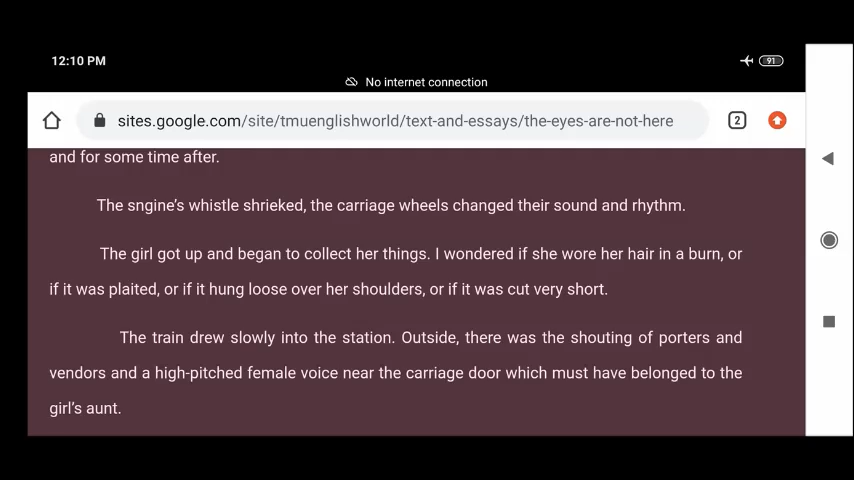 12:10 PM
91
No internet connection
sites.google.com/site/tmuenglishworld/text-and-essays/the-eyes-are-not-here
2
and for some time after.
The sngine's whistle shrieked, the carriage wheels changed their sound and rhythm.
The girl got up and began to collect her things. I wondered if she wore her hair in a burn, or
if it was plaited, or if it hung loose over her shoulders, or if it was cut very short.
The train drew slowly into the station. Outside, there was the shouting of porters and
vendors and a high-pitched female voice near the carriage door which must have belonged to the
girl's aunt.